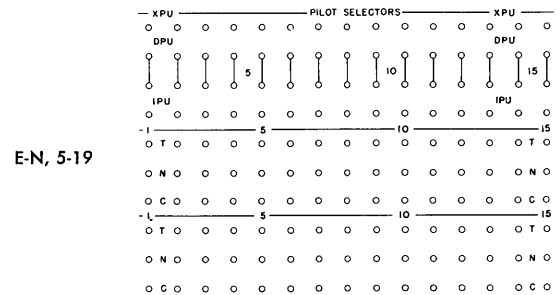 XPU PILOT SELECTORS XPU
DPU DPU
5 10 15
IPU IPU
1 5 10 15
T T
E-N, 5-19
N N
C C
1 5 10 15
T T
N N
C C